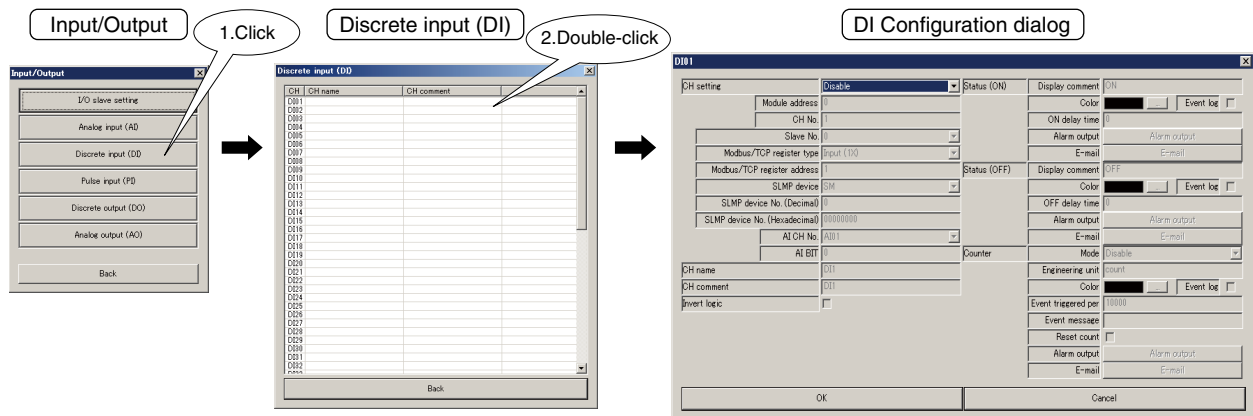 Input/Output
1.Click
Input/Output
I/O slave setting
Analog input (AI)
Discrete input (DI)
Pulse input (PI)
Discrete output (DO)
Analog output (AO)
Back
Discrete input (DI)
2.Double-click
Discrete input (DI)
CH CH name CH comment
DI01
DI02
DI03
DI04
DI05
DI06
DI07
DI08
DI09
DI10
DI11
DI12
DI13
DI14
DI15
DI16
DI17
DI18
DI19
DI20
DI21
DI22
DI23
DI24
DI25
DI26
DI27
DI28
DI29
DI30
DI31
DI32
Back
DI Configuration dialog
DI01
CH setting Disable Status (ON) Display comment ON
Module address 0 Color ... Event log
CH No. 1 ON delay time 0
Slave No. 0 Alarm output Alarm output
Modbus/TCP register type Input (1X) E-mail E-mail
Modbus/TCP register address 1 Status (OFF) Display comment OFF
SLMP device SM Color ... Event log
SLMP device No. (Decimal) 0 OFF delay time 0
SLMP device No. (Hexadecimal) 00000000 Alarm output Alarm output
AI CH No. AI01 E-mail E-mail
AI BIT 0 Counter Mode Disable
CH name DI1 Engineering unit count
CH comment DI1 Color ... Event log
Invert logic Event triggered per 10000
Event message
Reset count
Alarm output Alarm output
E-mail E-mail
OK Cancel